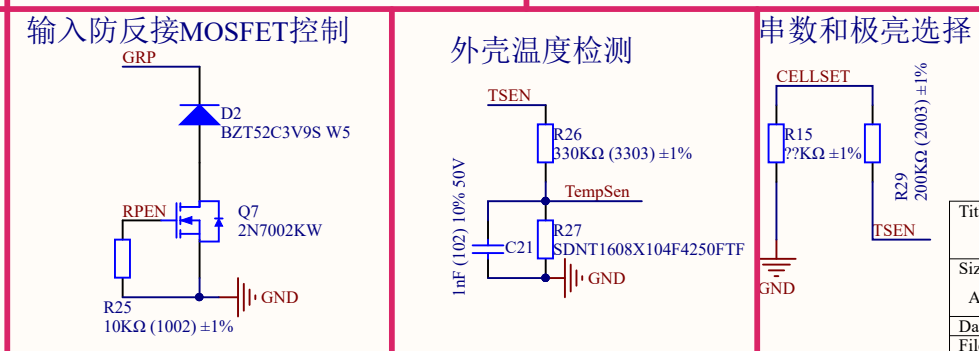 输入防反接MOSFET控制
GRP
D2
BZT52C3V9S W5
RPEN
Q7
2N7002KW
GND
R25
10KΩ (1002) ±1%
外壳温度检测
TSEN
R26
330KΩ (3303) ±1%
TempSen
1nF (102) 10% 50V
C21
R27
SDNT1608X104F4250FTF
GND
串数和极亮选择
CELLSET
R15
??KΩ ±1%
R29
200KΩ (2003) ±1%
TSEN
GND
Tit
Siz
A
Da
Fil